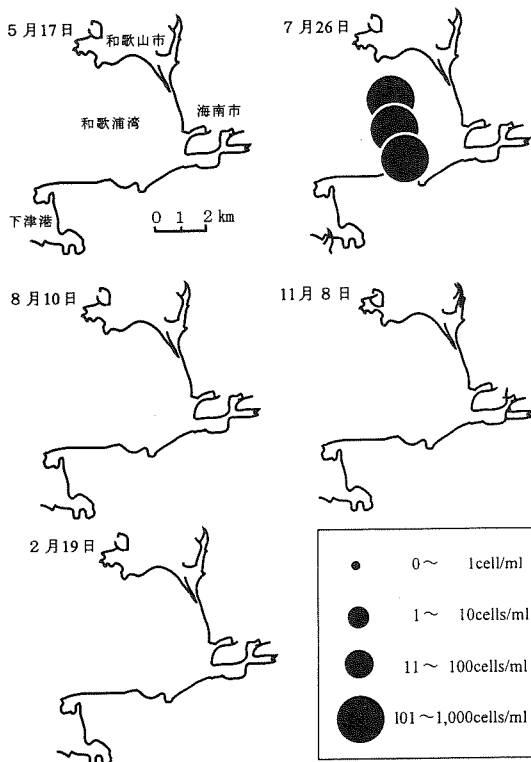 5月17日
和歌山市
和歌浦湾
海南市
下津港
0 1 2 km
7月26日
8月10日
11月8日
2月19日
0～ 1cell/ml
1～ 10cells/ml
11～ 100cells/ml
101～1,000cells/ml